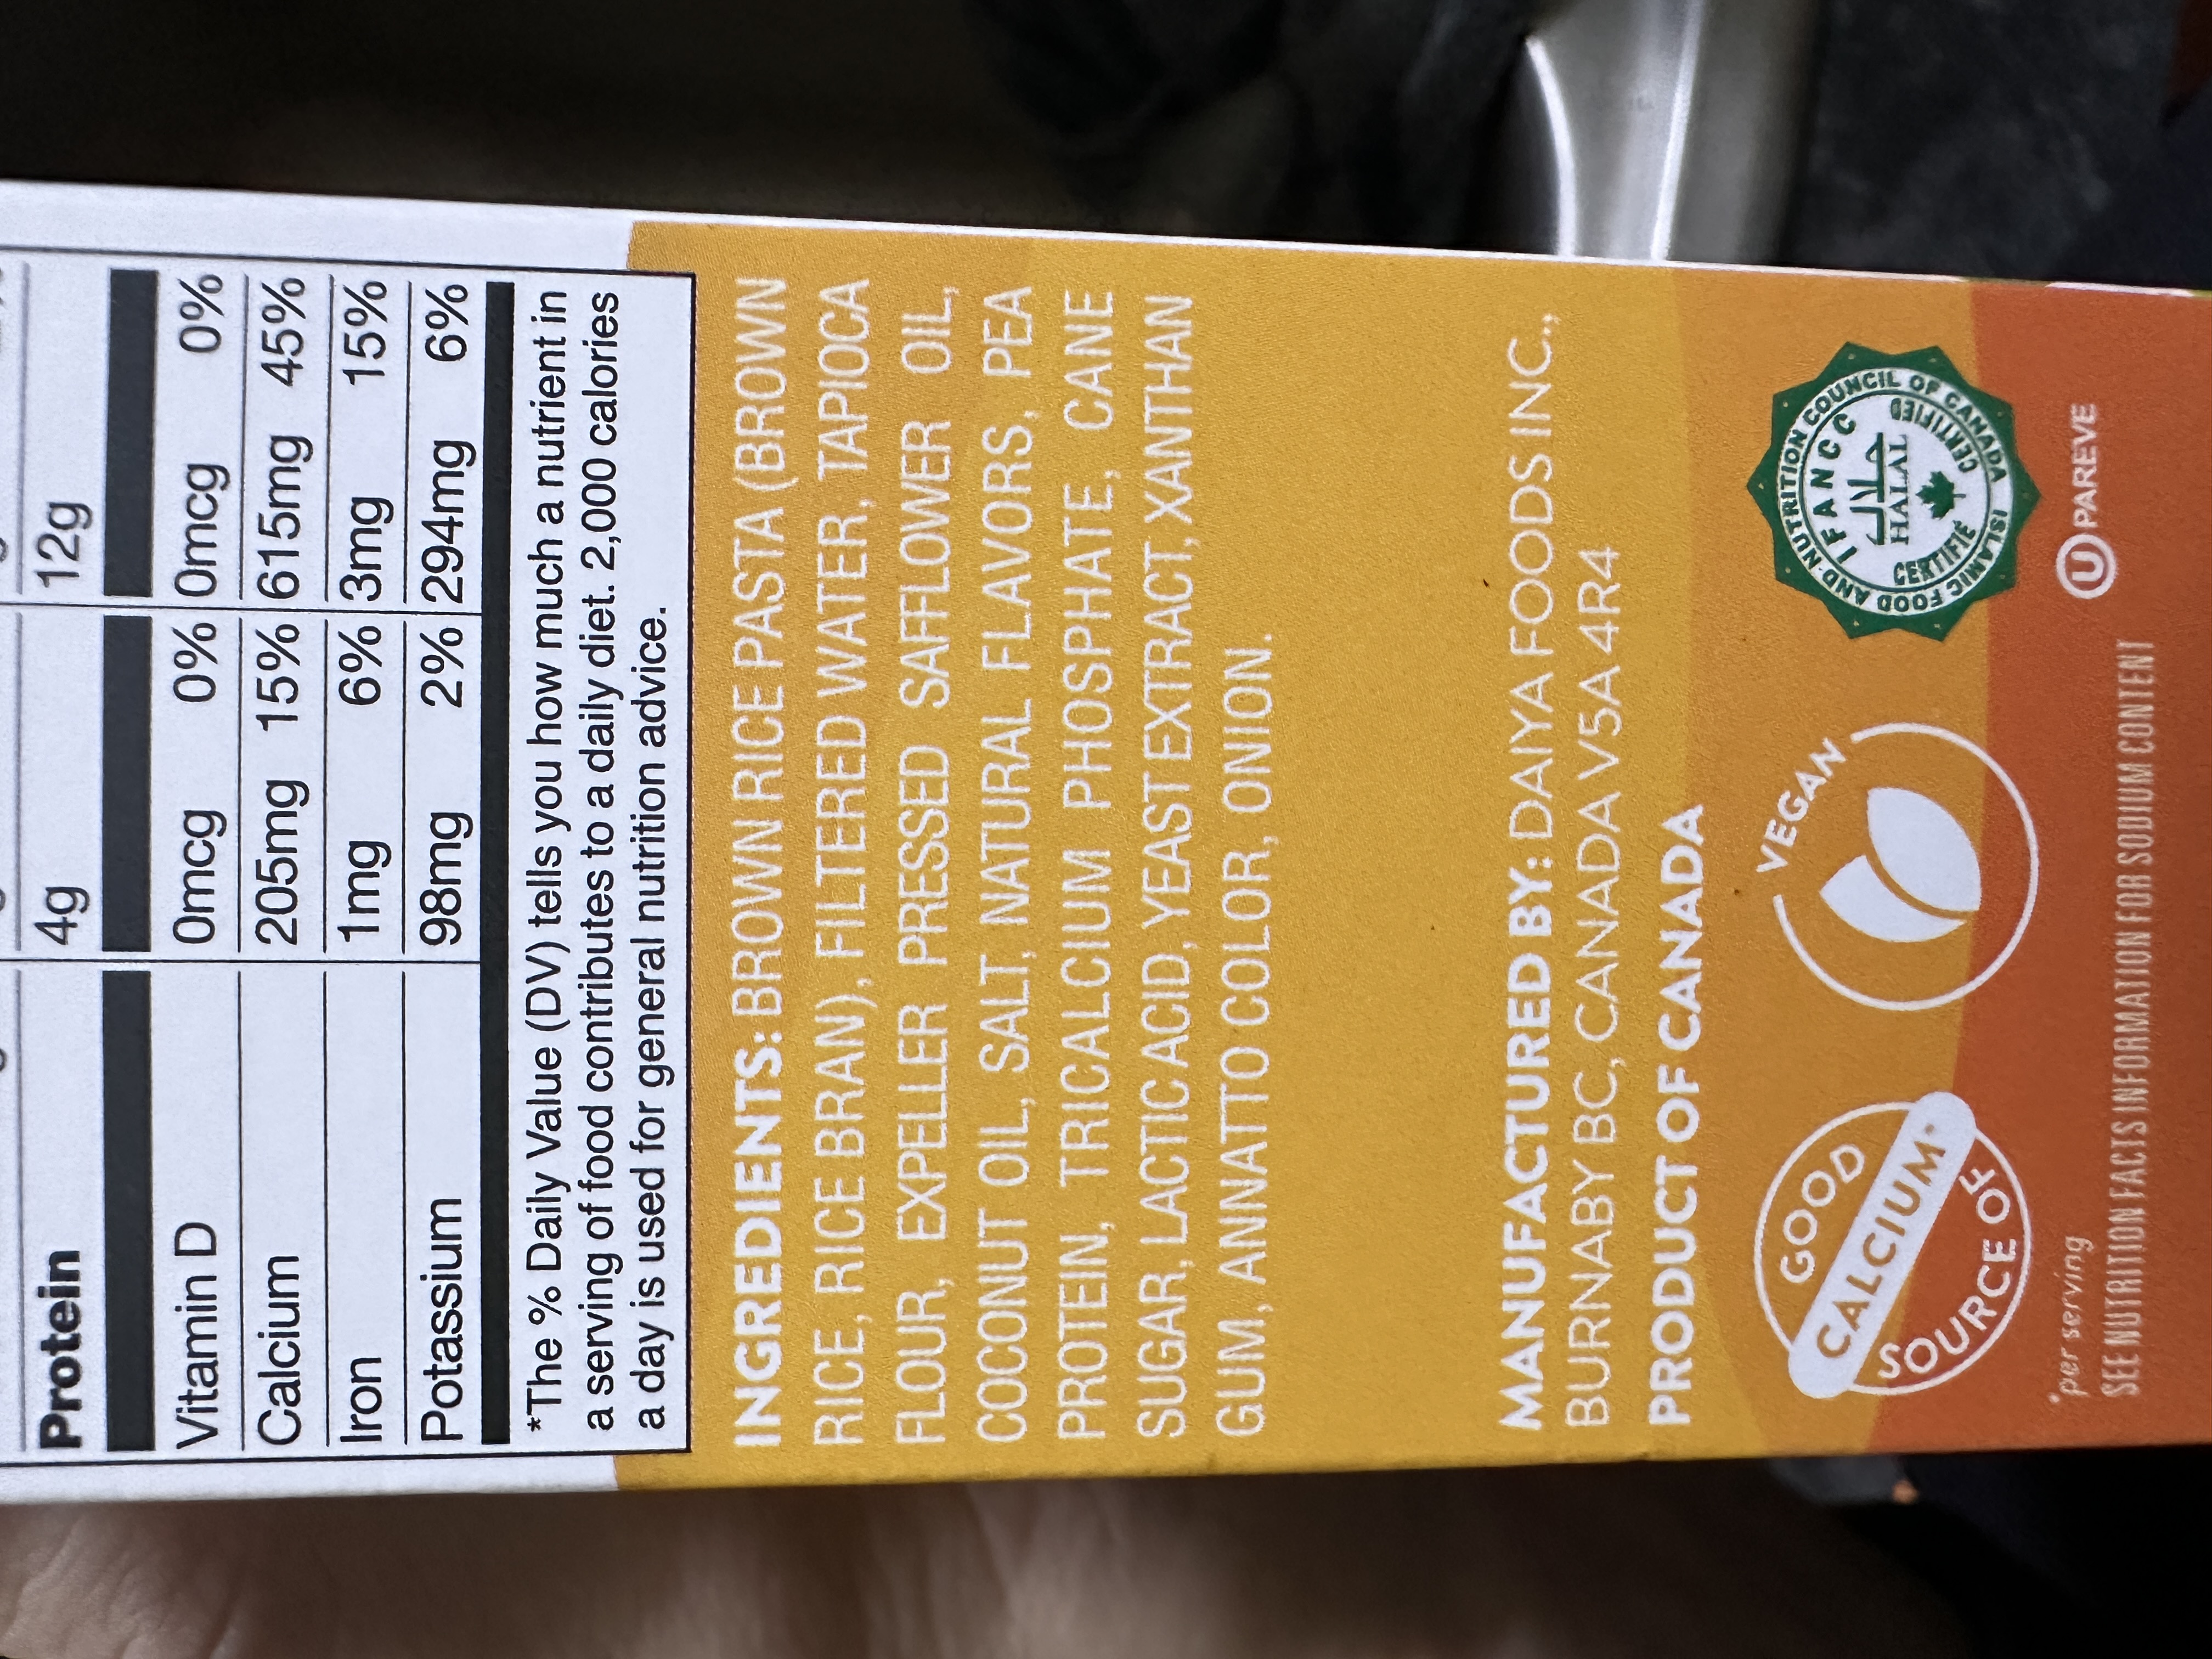 Protein 4g 12g
Vitamin D 0mcg 0% 0mcg 0%
Calcium 205mg 15% 615mg 45%
Iron 1mg 6% 3mg 15%
Potassium 98mg 2% 294mg 6%
*The % Daily Value (DV) tells you how much a nutrient in
a serving of food contributes to a daily diet. 2,000 calories
a day is used for general nutrition advice.
INGREDIENTS: BROWN RICE PASTA (BROWN
RICE, RICE BRAN), FILTERED WATER, TAPIOCA
FLOUR, EXPELLER PRESSED SAFFLOWER OIL,
COCONUT OIL, SALT, NATURAL FLAVORS, PEA
PROTEIN, TRICALCIUM PHOSPHATE, CANE
SUGAR, LACTIC ACID, YEAST EXTRACT, XANTHAN
GUM, ANNATTO COLOR, ONION.
MANUFACTURED BY: DAIYA FOODS INC.,
BURNABY BC, CANADA V5A 4R4
PRODUCT OF CANADA
GOOD
CALCIUM*
SOURCE OF
VEGAN
ISLAMIC FOOD AND NUTRITION COUNCIL OF CANADA
IFANCC
حلال
HALAL
CERTIFIÉ CERTIFIED
*per serving
U PAREVE
SEE NUTRITION FACTS INFORMATION FOR SODIUM CONTENT